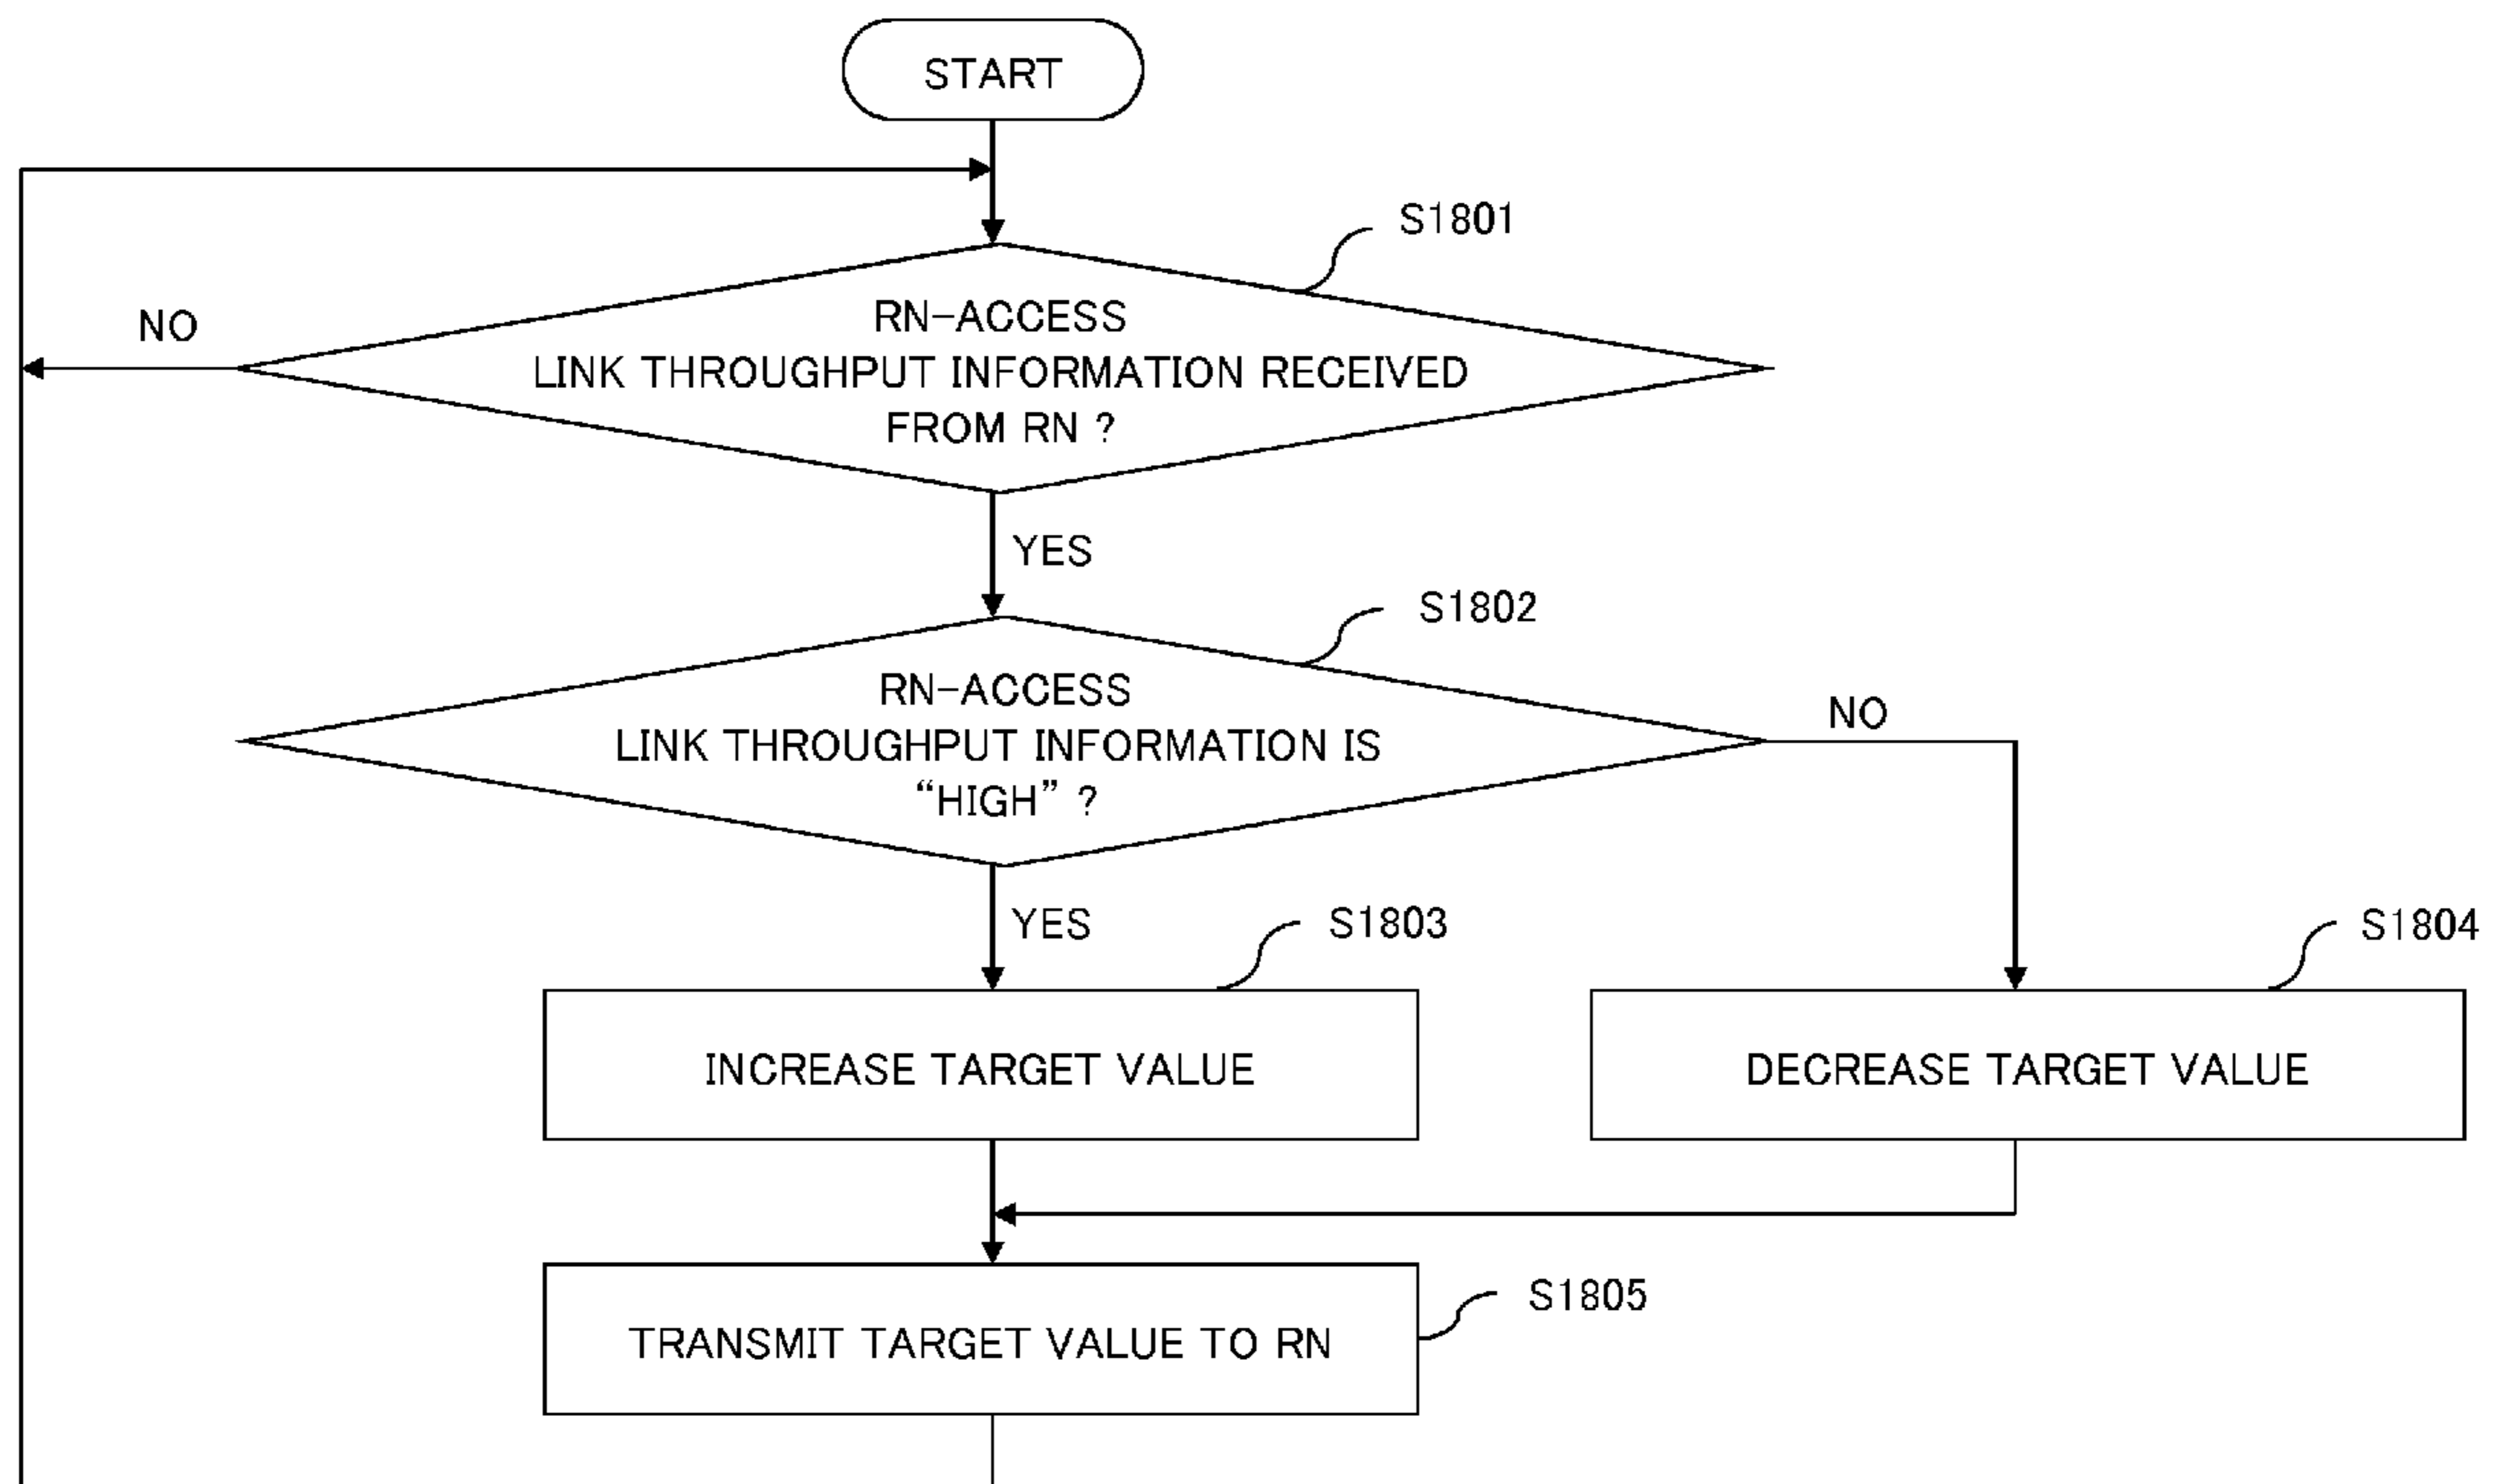 START
S1801
RN-ACCESS
LINK THROUGHPUT INFORMATION RECEIVED
FROM RN ?
NO
YES
S1802
RN-ACCESS
LINK THROUGHPUT INFORMATION IS
“HIGH” ?
NO
YES
S1803
S1804
INCREASE TARGET VALUE
DECREASE TARGET VALUE
S1805
TRANSMIT TARGET VALUE TO RN